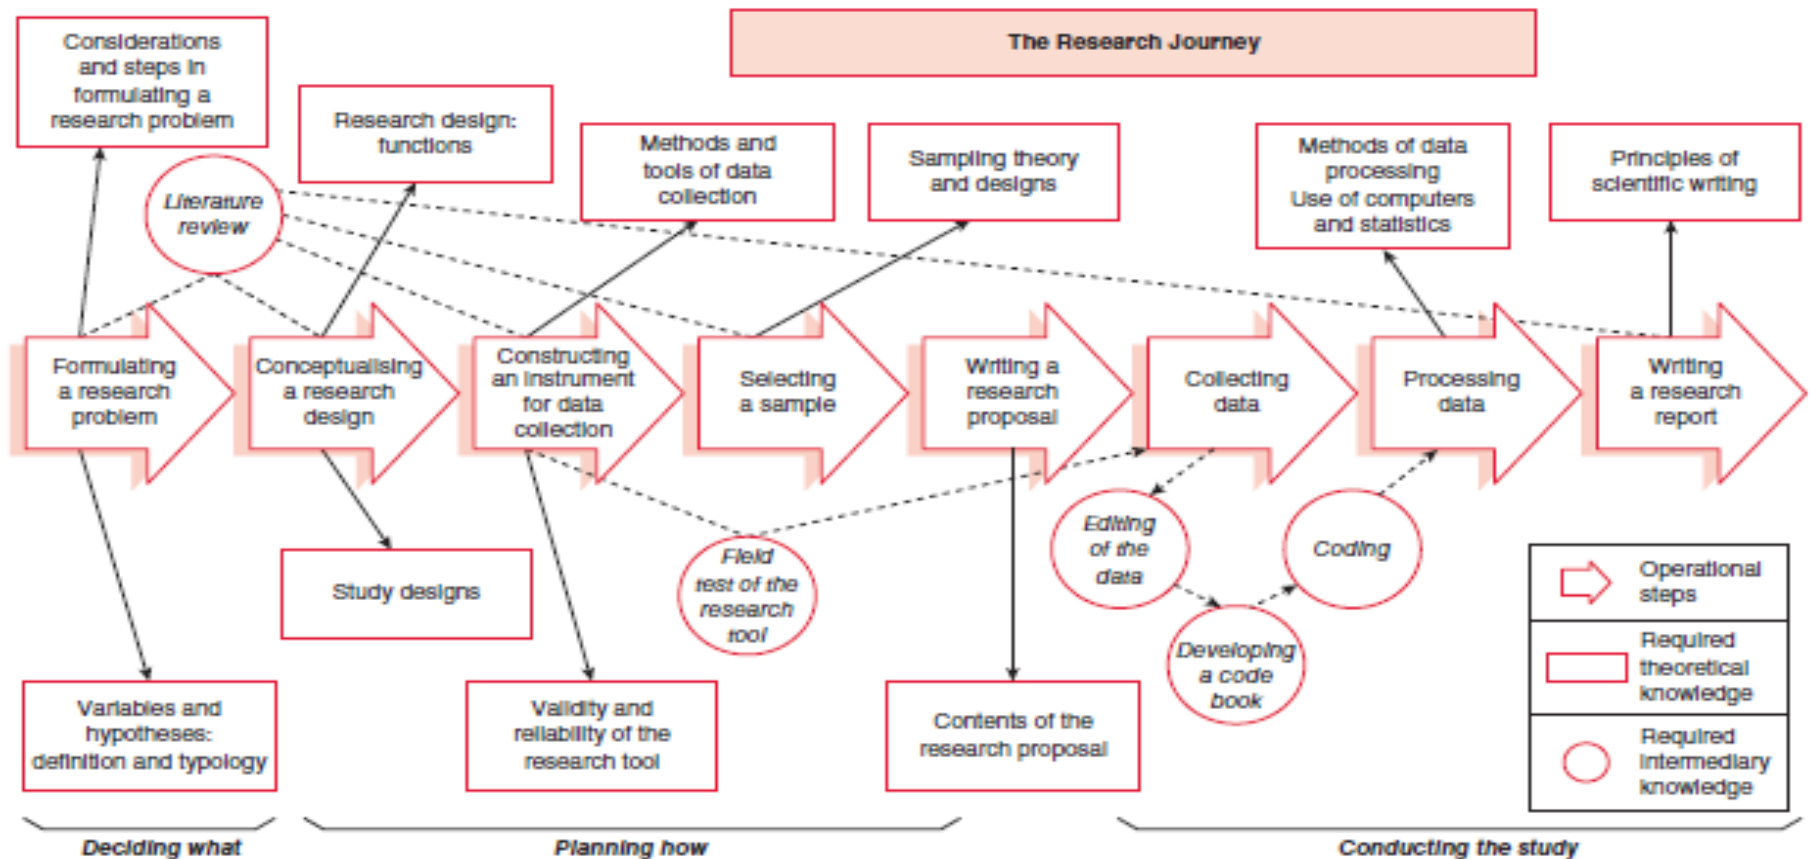 The Research Journey
Considerations
and steps in
formulating a
research problem
Research design:
functions
Methods and
tools of data
collection
Sampling theory
and designs
Methods of data
processing
Use of computers
and statistics
Principles of
scientific writing
Literature
review
Formulating
a research
problem
Conceptualising
a research
design
Constructing
an instrument
for data
collection
Selecting
a sample
Writing a
research
proposal
Collecting
data
Processing
data
Writing
a research
report
Study designs
Field
test of the
research
tool
Editing
of the
data
Developing
a code
book
Coding
Variables and
hypotheses:
definition and typology
Validity and
reliability of the
research tool
Contents of the
research proposal
Operational
steps
Required
theoretical
knowledge
Required
intermediary
knowledge
Deciding what
Planning how
Conducting the study